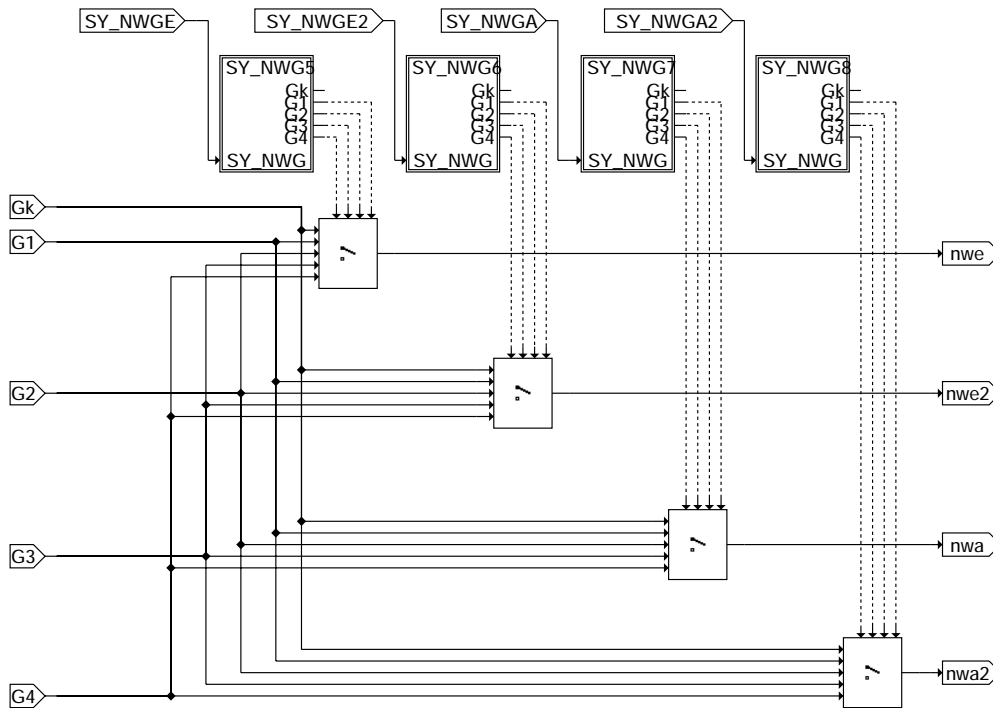 SY_NWGE SY_NWGE2 SY_NWGA SY_NWGA2
SY_NWG5 SY_NWG6 SY_NWG7 SY_NWG8
Gk Gk Gk Gk
G1 G1 G1 G1
G2 G2 G2 G2
G3 G3 G3 G3
G4 G4 G4 G4
SY_NWG SY_NWG SY_NWG SY_NWG
Gk
G1
nwe
G2
nwe2
G3
nwa
G4
nwa2